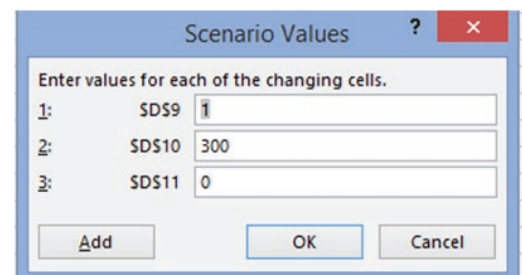 Scenario Values ? ×
Enter values for each of the changing cells.
1: $D$9 1
2: $D$10 300
3: $D$11 0
Add OK Cancel